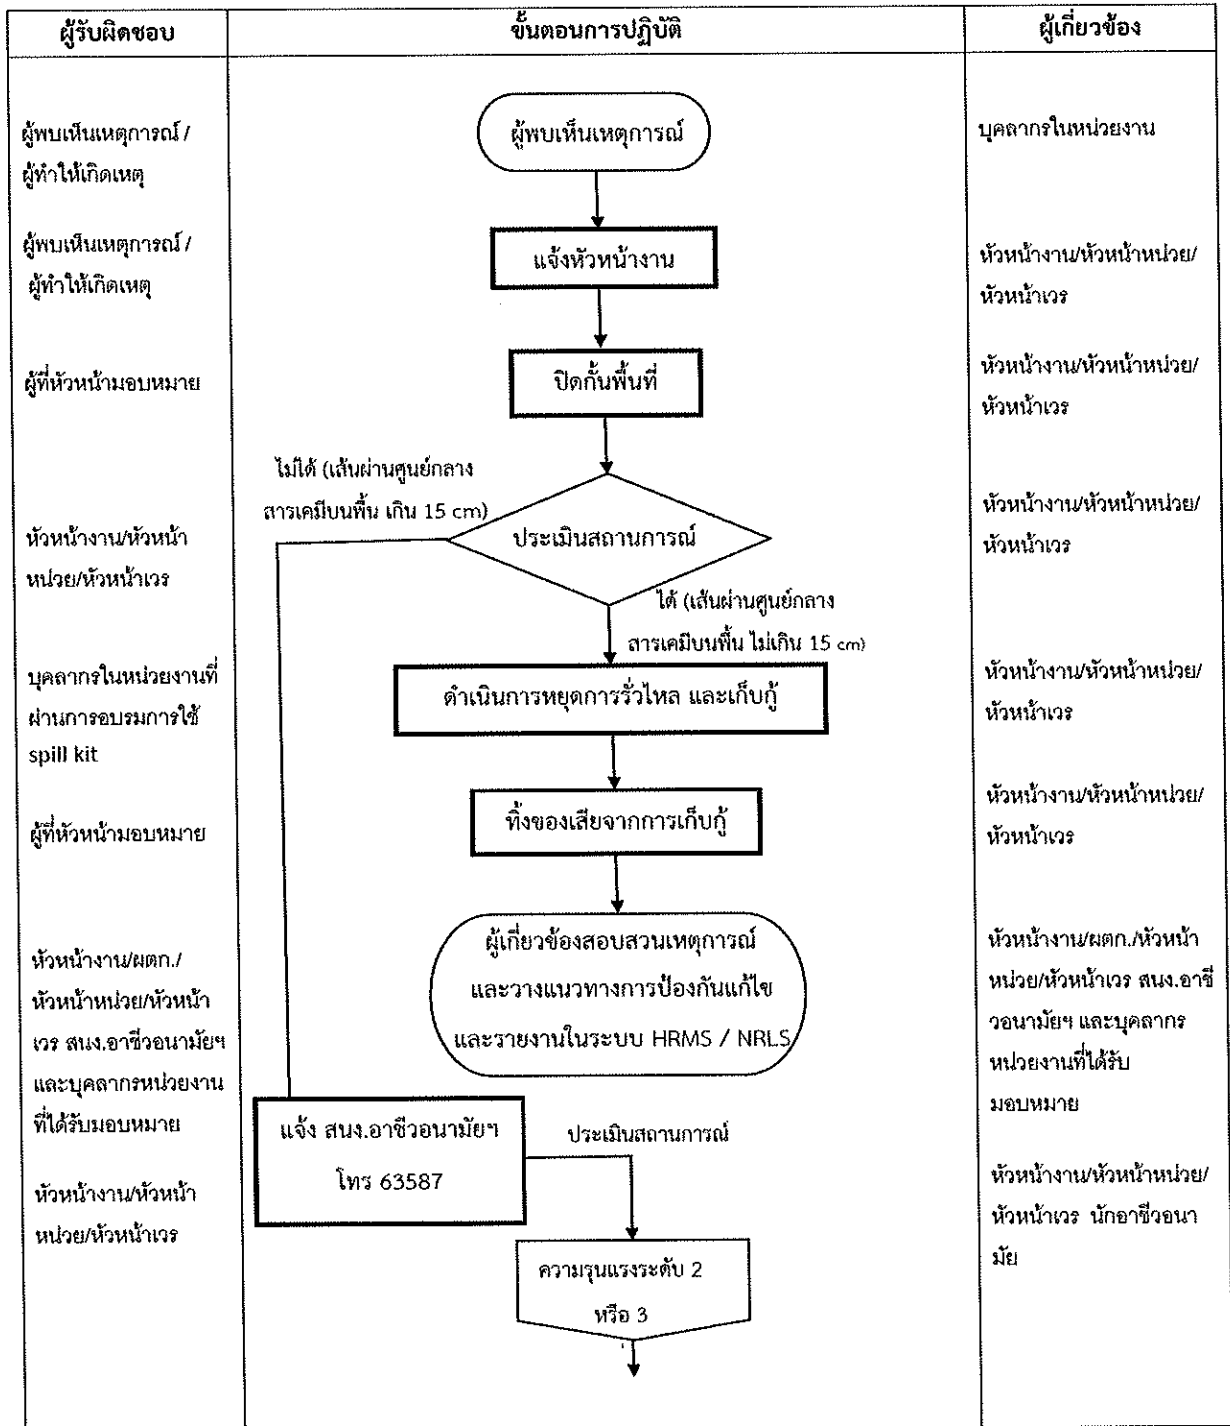 ผู้รับผิดชอบ
ขั้นตอนการปฏิบัติ
ผู้เกี่ยวข้อง
ผู้พบเห็นเหตุการณ์ /
ผู้ทำให้เกิดเหตุ
ผู้พบเห็นเหตุการณ์
บุคลากรในหน่วยงาน
ผู้พบเห็นเหตุการณ์ /
ผู้ทำให้เกิดเหตุ
แจ้งหัวหน้างาน
หัวหน้างาน/หัวหน้าหน่วย/
หัวหน้าเวร
ผู้ที่หัวหน้ามอบหมาย
ปิดกั้นพื้นที่
หัวหน้างาน/หัวหน้าหน่วย/
หัวหน้าเวร
ไม่ได้ (เส้นผ่านศูนย์กลาง
สารเคมีบนพื้น เกิน 15 cm)
หัวหน้างาน/หัวหน้า
หน่วย/หัวหน้าเวร
ประเมินสถานการณ์
หัวหน้างาน/หัวหน้าหน่วย/
หัวหน้าเวร
ได้ (เส้นผ่านศูนย์กลาง
สารเคมีบนพื้น ไม่เกิน 15 cm)
บุคลากรในหน่วยงานที่
ผ่านการอบรมการใช้
spill kit
ดำเนินการหยุดการรั่วไหล และเก็บกู้
หัวหน้างาน/หัวหน้าหน่วย/
หัวหน้าเวร
ผู้ที่หัวหน้ามอบหมาย
ทิ้งของเสียจากการเก็บกู้
หัวหน้างาน/หัวหน้าหน่วย/
หัวหน้าเวร
หัวหน้างาน/ผตก./
หัวหน้าหน่วย/หัวหน้า
เวร สนง.อาชีวอนามัยฯ
และบุคลากรหน่วยงาน
ที่ได้รับมอบหมาย
ผู้เกี่ยวข้องสอบสวนเหตุการณ์
และวางแนวทางการป้องกันแก้ไข
และรายงานในระบบ HRMS / NRLS
หัวหน้างาน/ผตก./หัวหน้า
หน่วย/หัวหน้าเวร สนง.อาชี
วอนามัยฯ และบุคลากร
หน่วยงานที่ได้รับ
มอบหมาย
หัวหน้างาน/หัวหน้า
หน่วย/หัวหน้าเวร
แจ้ง สนง.อาชีวอนามัยฯ
โทร 63587
ประเมินสถานการณ์
หัวหน้างาน/หัวหน้าหน่วย/
หัวหน้าเวร นักอาชีวอนา
มัย
ความรุนแรงระดับ 2
หรือ 3